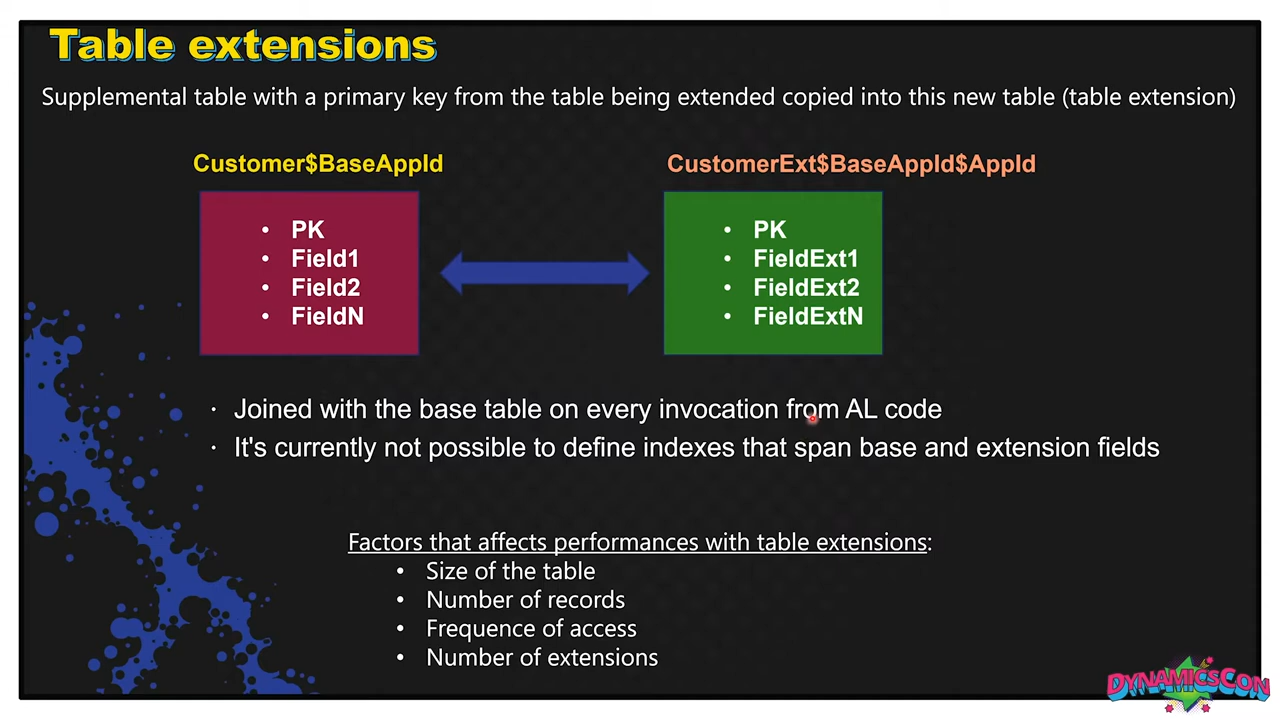 Table extensions
Supplemental table with a primary key from the table being extended copied into this new table (table extension)
Customer$BaseAppId
CustomerExt$BaseAppId$AppId
• PK
• Field1
• Field2
• FieldN
• PK
• FieldExt1
• FieldExt2
• FieldExtN
· Joined with the base table on every invocation from AL code
· It's currently not possible to define indexes that span base and extension fields
Factors that affects performances with table extensions:
• Size of the table
• Number of records
• Frequence of access
• Number of extensions
DYNAMICSCON